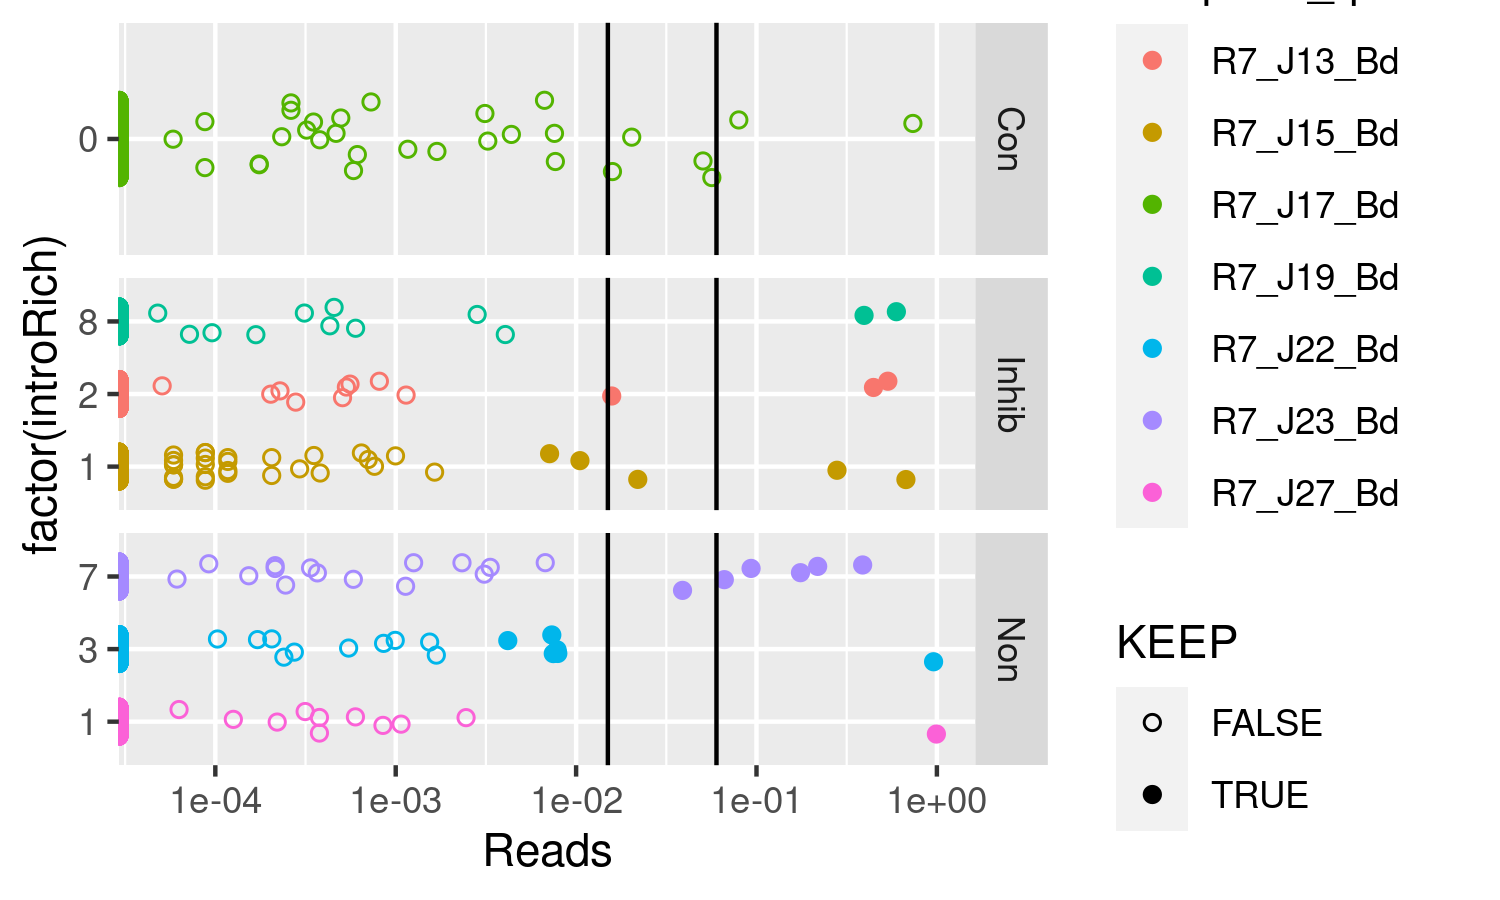 R7_J13_Bd
R7_J15_Bd
R7_J17_Bd
R7_J19_Bd
R7_J22_Bd
R7_J23_Bd
R7_J27_Bd
KEEP
FALSE
TRUE
Con
Inhib
Non
factor(introRich)
0
8
2
1
7
3
1
1e-04
1e-03
1e-02
1e-01
1e+00
Reads